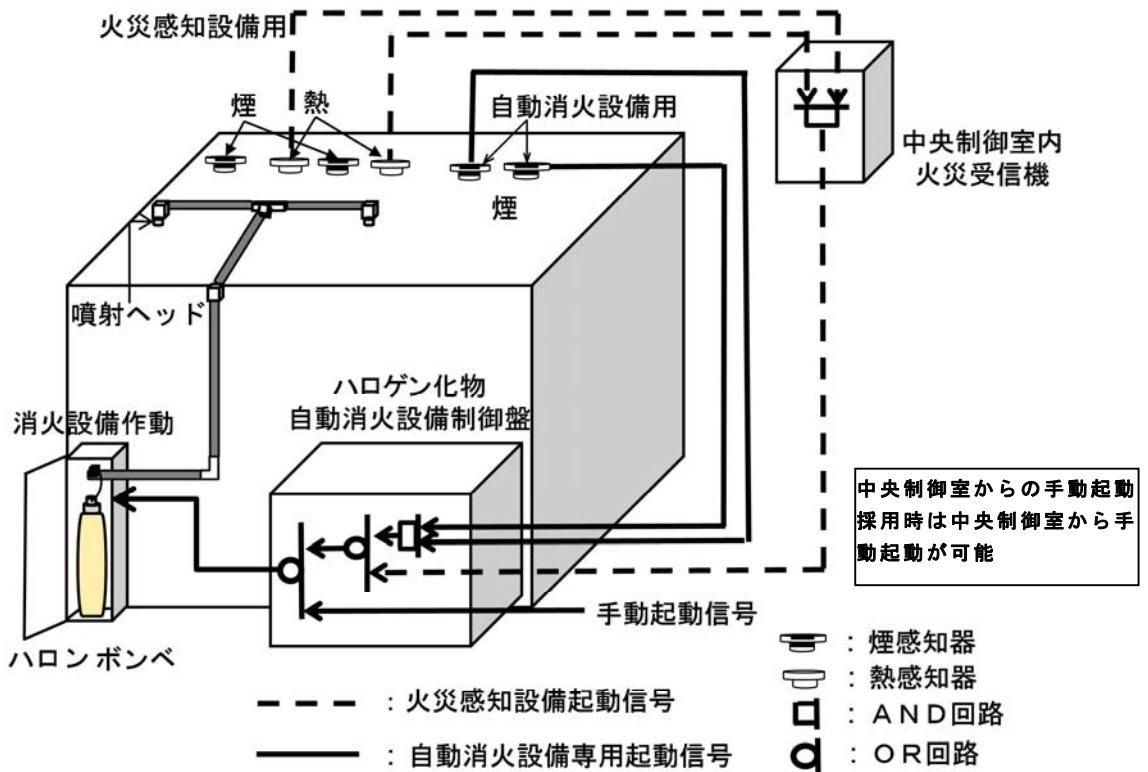 火災感知設備用
煙
熱
自動消火設備用
中央制御室内
火災受信機
煙
噴射ヘッド
ハロゲン化物
自動消火設備制御盤
消火設備作動
中央制御室からの手動起動
採用時は中央制御室から手
動起動が可能
手動起動信号
ハロンボンベ
：煙感知器
：熱感知器
：火災感知設備起動信号
：ＡＮＤ回路
：自動消火設備専用起動信号
：ＯＲ回路